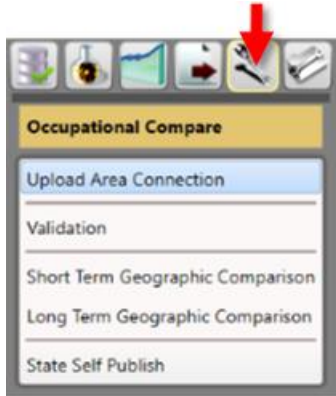 Occupational Compare
Upload Area Connection
Validation
Short Term Geographic Comparison
Long Term Geographic Comparison
State Self Publish